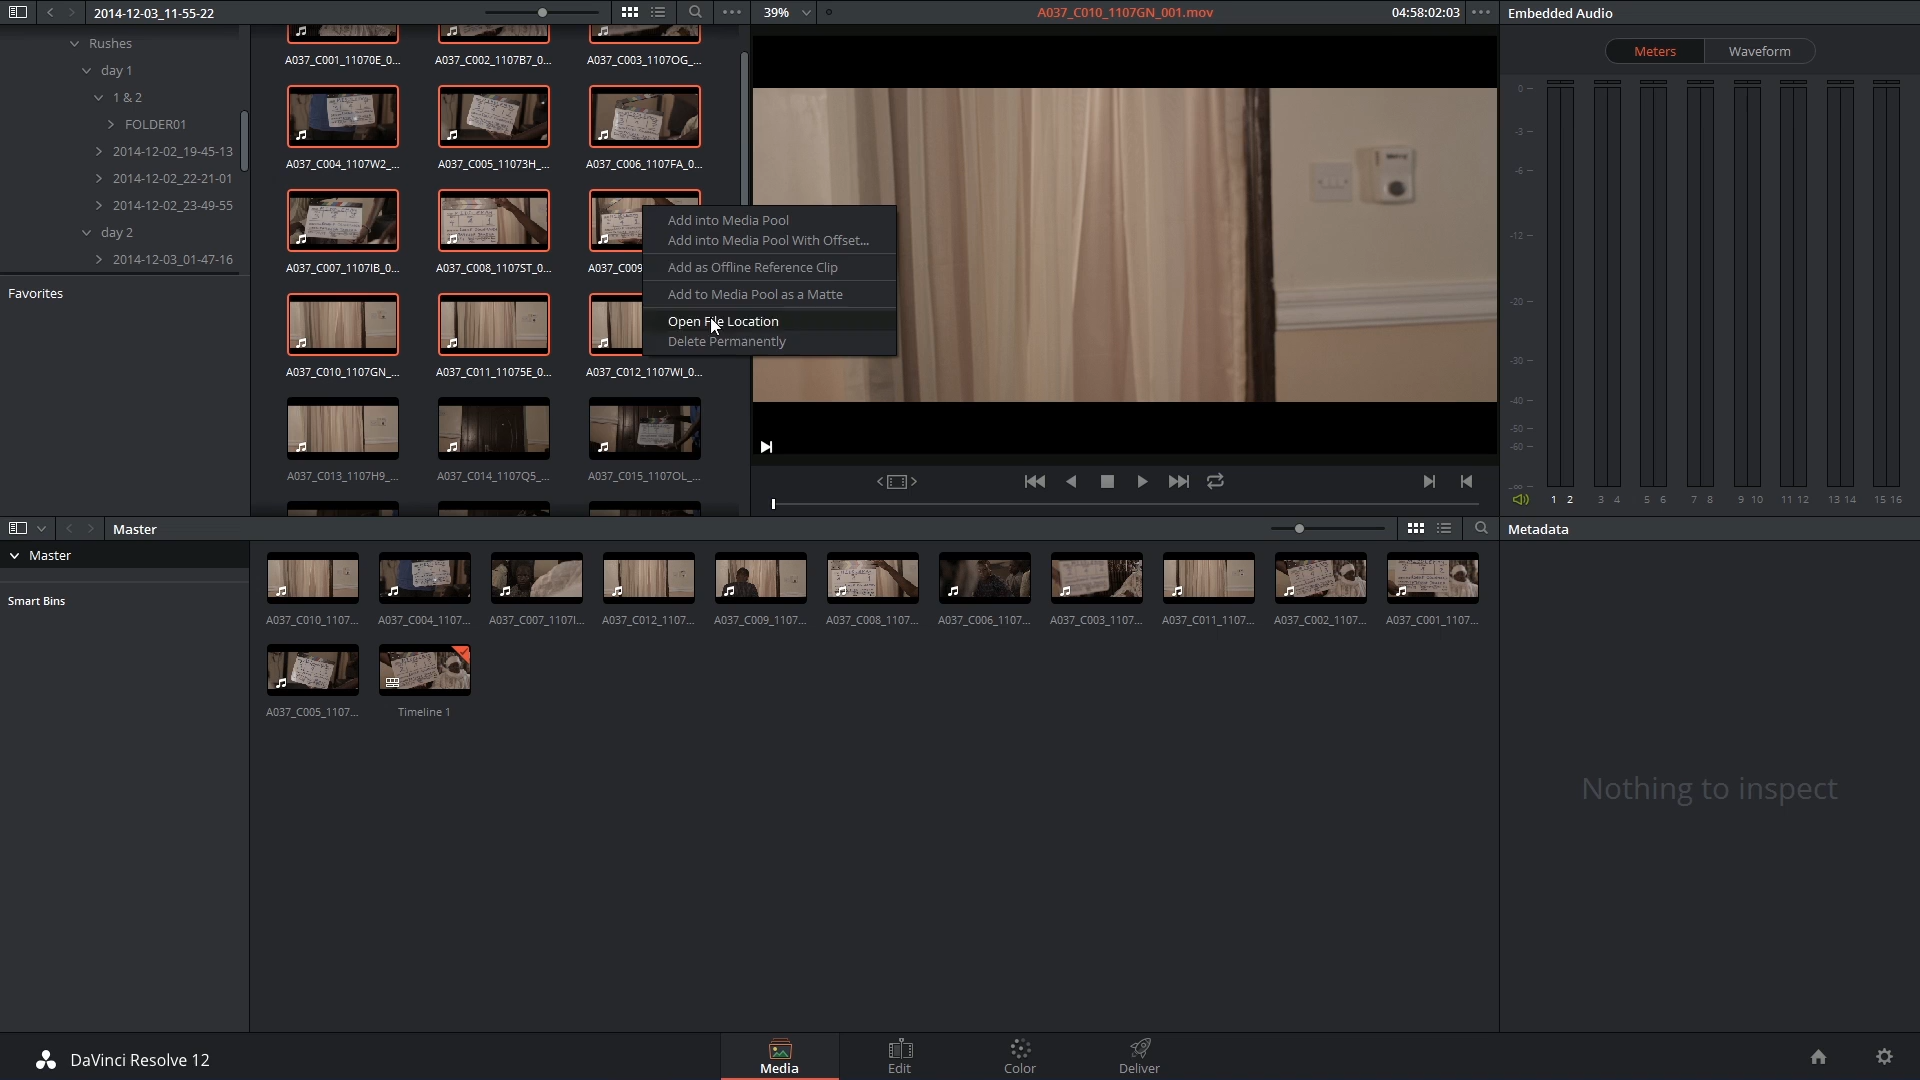 2014-12-03_11-55-22
39%
A037_C010_1107GN_001.mov
04:58:02:03
Embedded Audio
Rushes
day 1
1 & 2
FOLDER01
2014-12-02_19-45-13
2014-12-02_22-21-01
2014-12-02_23-49-55
day 2
2014-12-03_01-47-16
Favorites
A037_C001_11070E_0...
A037_C002_1107B7_0...
A037_C003_1107OG_...
A037_C004_1107W2_...
A037_C005_11073H_...
A037_C006_1107FA_0...
A037_C007_1107IB_0...
A037_C008_1107ST_0...
A037_C009
A037_C010_1107GN_...
A037_C011_11075E_0...
A037_C012_1107WI_0...
A037_C013_1107H9_...
A037_C014_1107Q5_...
A037_C015_1107OL_...
Add into Media Pool
Add into Media Pool With Offset...
Add as Offline Reference Clip
Add to Media Pool as a Matte
Open File Location
Delete Permanently
Meters
Waveform
0
-3
-6
-12
-20
-30
-40
-50
-60
-∞
1 2 3 4 5 6 7 8 9 10 11 12 13 14 15 16
Master
Metadata
Master
Smart Bins
A037_C010_1107...
A037_C004_1107...
A037_C007_1107I...
A037_C012_1107...
A037_C009_1107...
A037_C008_1107...
A037_C006_1107...
A037_C003_1107...
A037_C011_1107...
A037_C002_1107...
A037_C001_1107...
A037_C005_1107...
Timeline 1
Nothing to inspect
DaVinci Resolve 12
Media
Edit
Color
Deliver